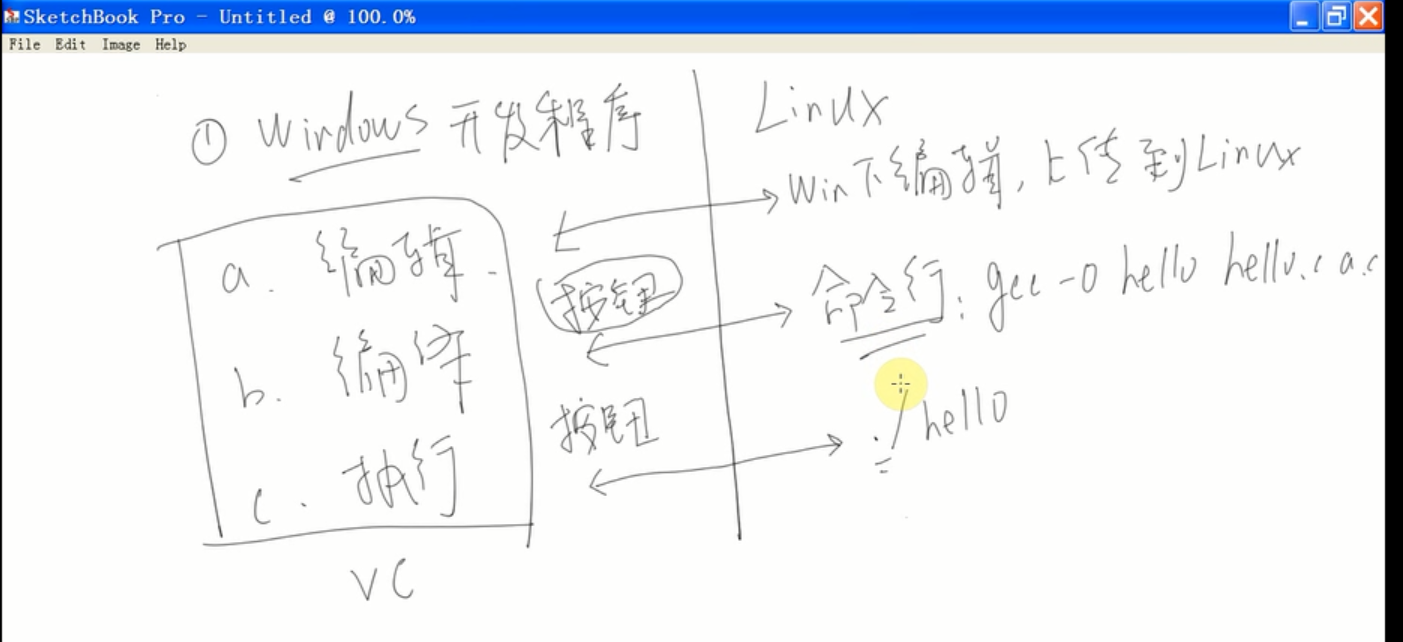 SketchBook Pro - Untitled @ 100.0%
File Edit Image Help
① Windows 开发程序
Linux
a. 编辑
Win下编辑, 上传到Linux
b. 编译
按钮
命令行: gcc -o hello hello.c a.c
c. 执行
按钮
./hello
VC